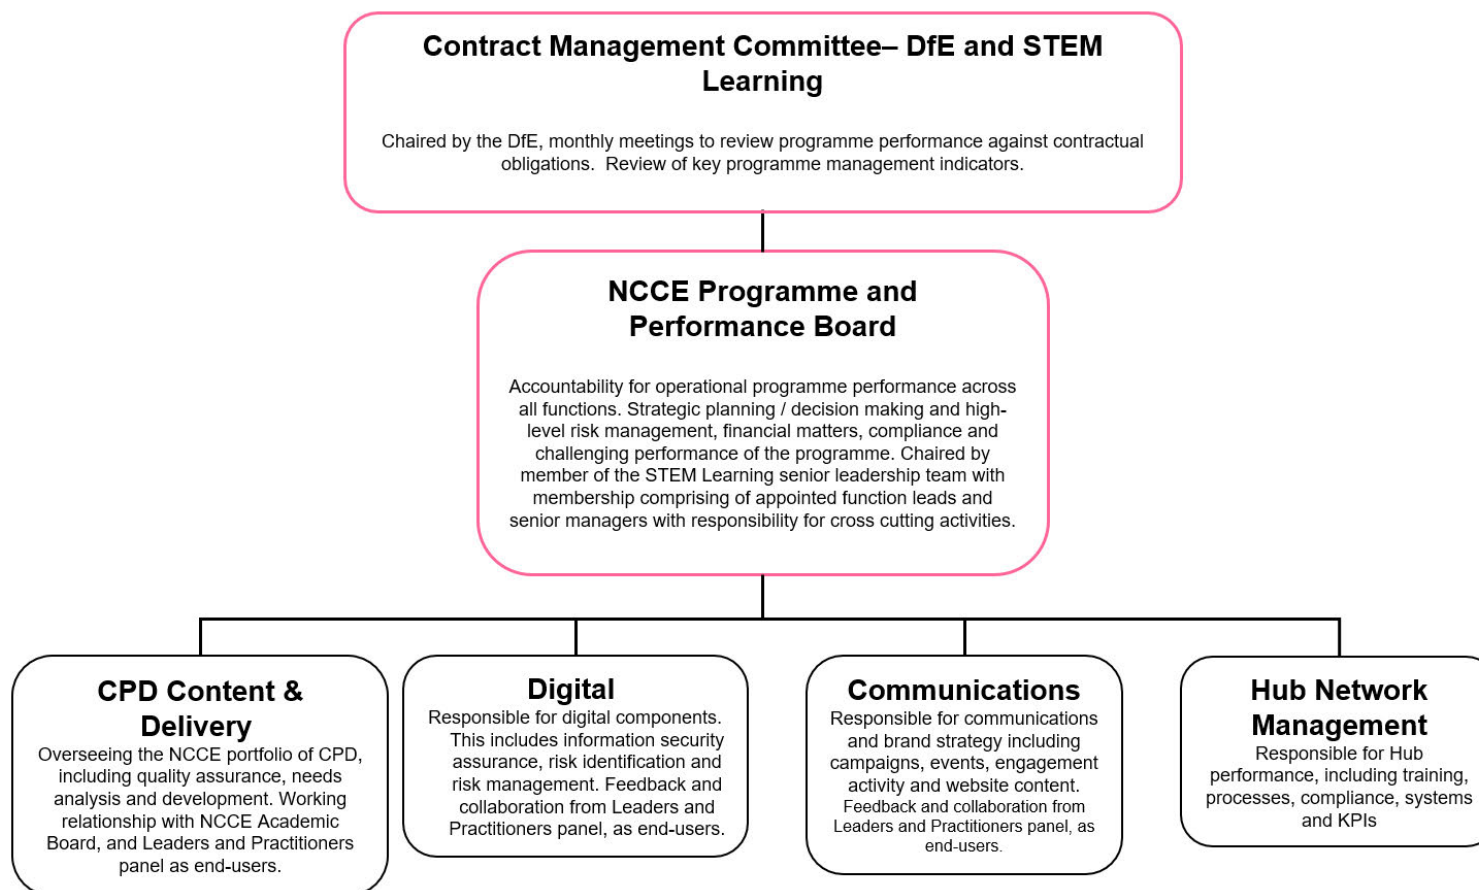 Contract Management Committee– DfE and STEM
Learning
Chaired by the DfE, monthly meetings to review programme performance against contractual
obligations.  Review of key programme management indicators.
NCCE Programme and
Performance Board
Accountability for operational programme performance across
all functions. Strategic planning / decision making and high-
level risk management, financial matters, compliance and
challenging performance of the programme. Chaired by
member of the STEM Learning senior leadership team with
membership comprising of appointed function leads and
senior managers with responsibility for cross cutting activities.
CPD Content &
Delivery
Overseeing the NCCE portfolio of CPD,
including quality assurance, needs
analysis and development. Working
relationship with NCCE Academic
Board, and Leaders and Practitioners
panel as end-users.
Digital
Responsible for digital components.
This includes information security
assurance, risk identification and
risk management. Feedback and
collaboration from Leaders and
Practitioners panel, as end-users.
Communications
Responsible for communications
and brand strategy including
campaigns, events, engagement
activity and website content.
Feedback and collaboration from
Leaders and Practitioners panel, as
end-users.
Hub Network
Management
Responsible for Hub
performance, including training,
processes, compliance, systems
and KPIs